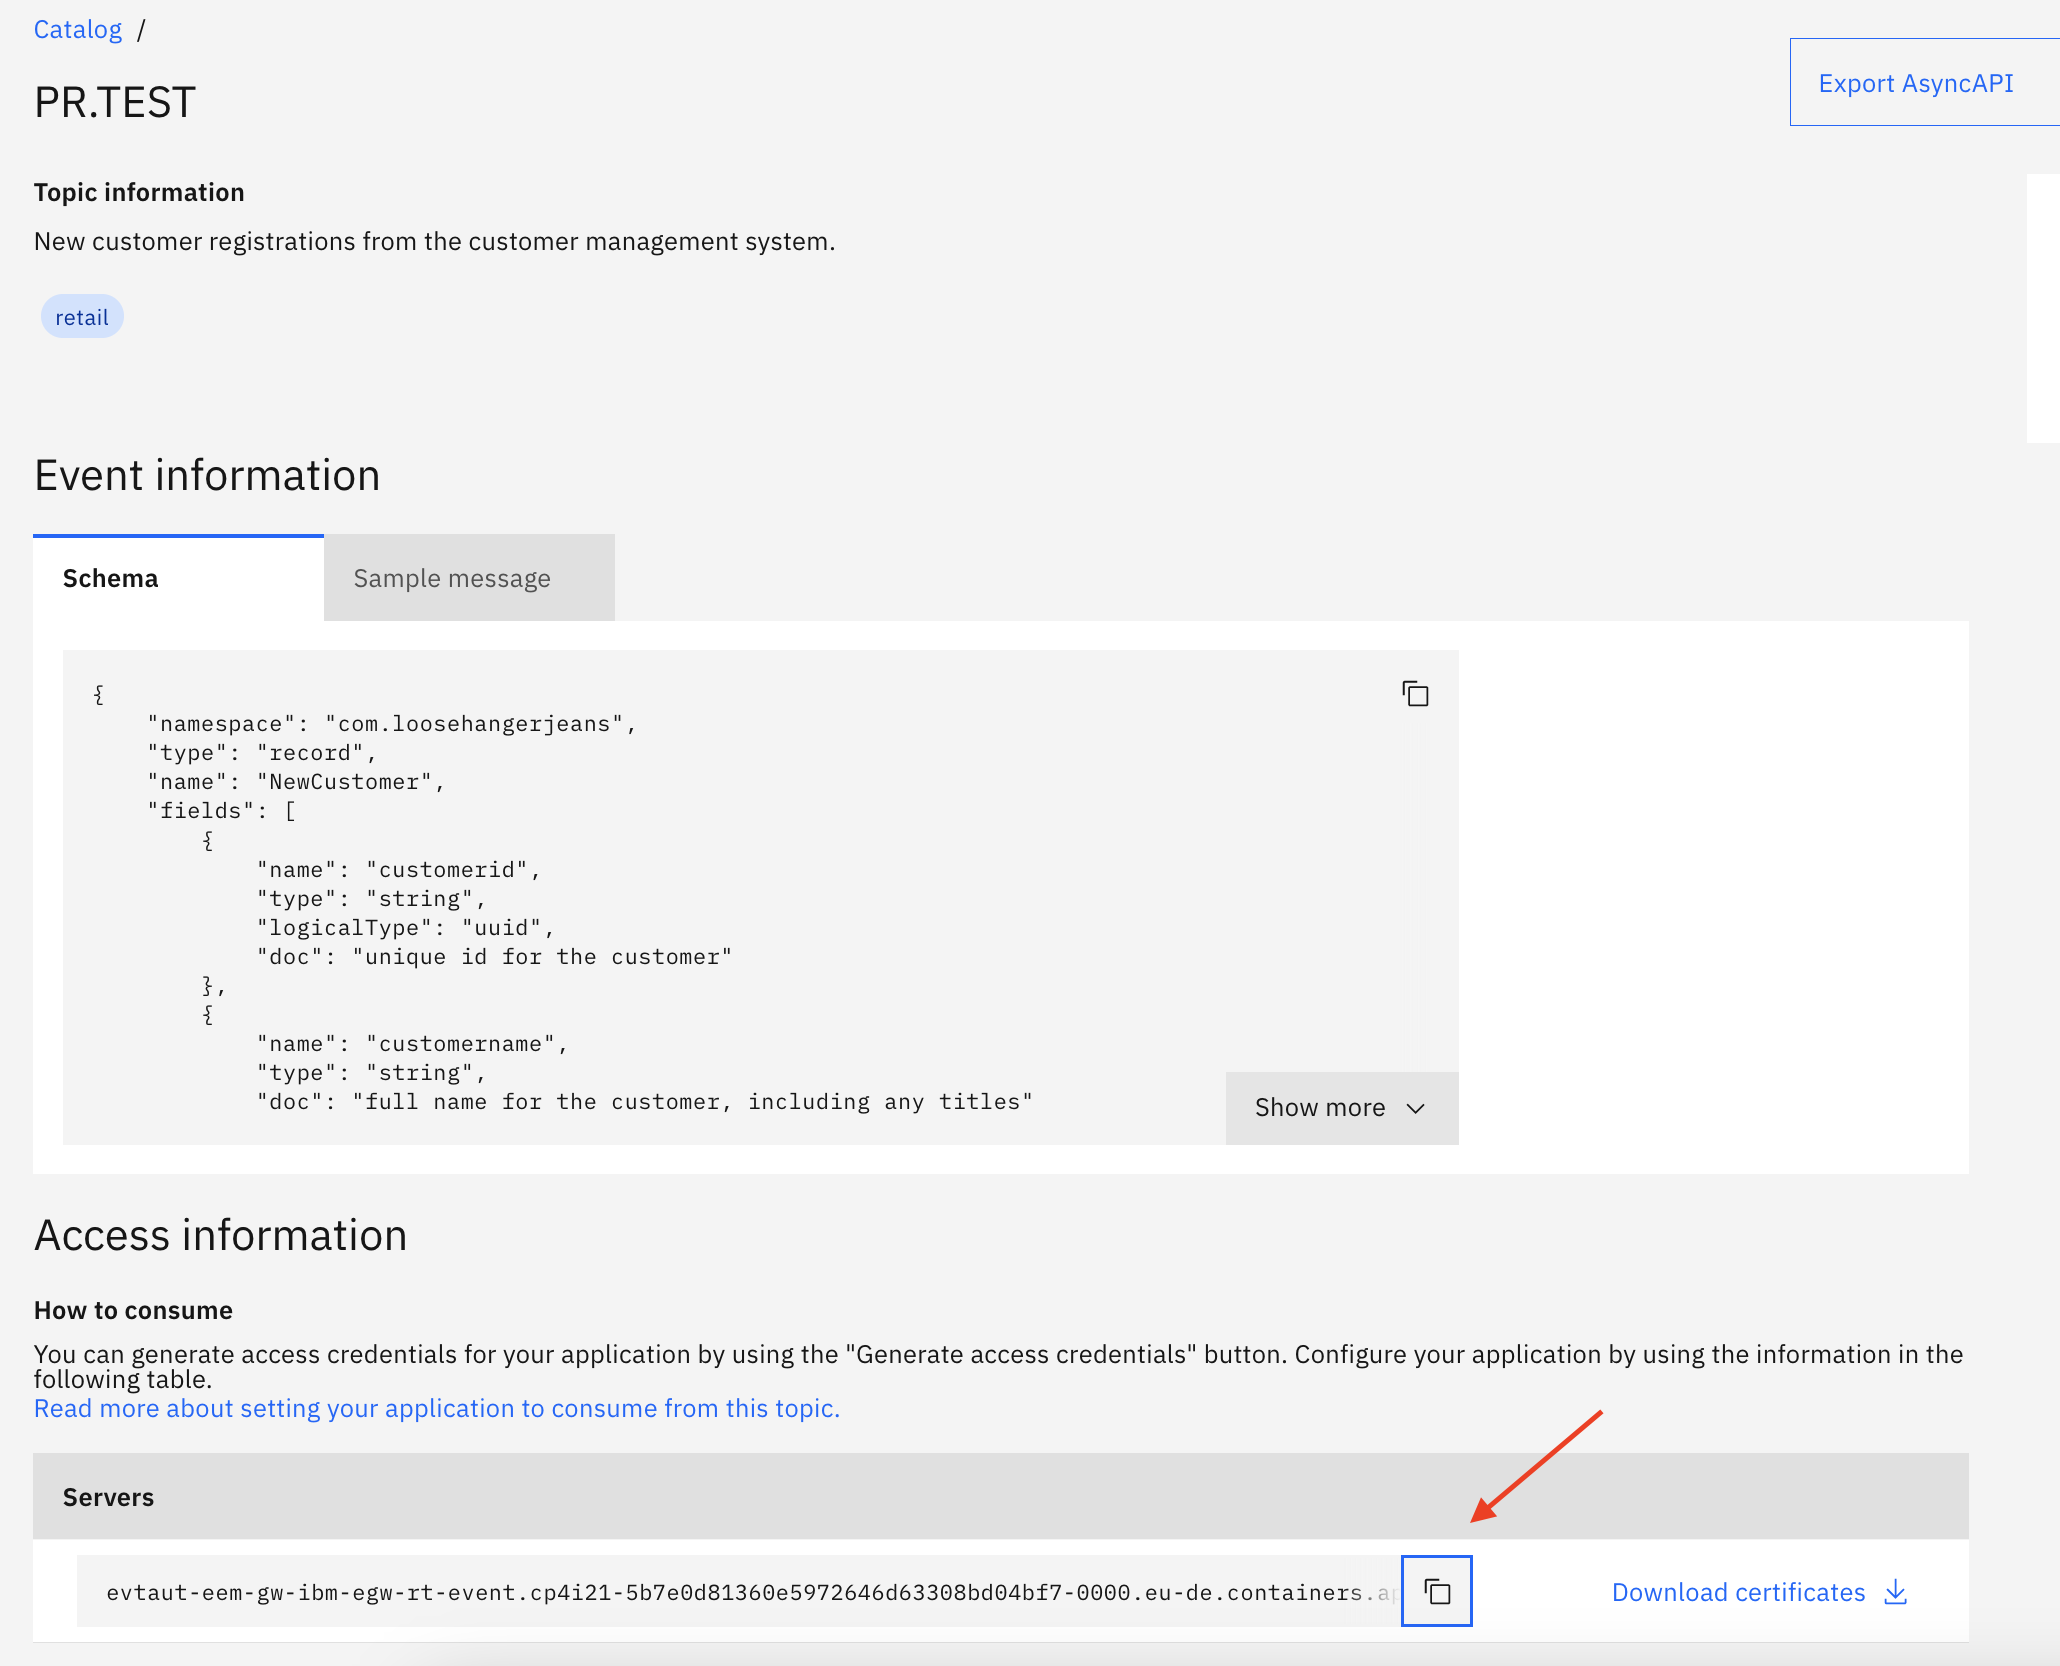 Catalog /
Export AsyncAPI
PR.TEST
Topic information
New customer registrations from the customer management system.
retail
Event information
Schema
Sample message
{
    "namespace": "com.loosehangerjeans",
    "type": "record",
    "name": "NewCustomer",
    "fields": [
        {
            "name": "customerid",
            "type": "string",
            "logicalType": "uuid",
            "doc": "unique id for the customer"
        },
        {
            "name": "customername",
            "type": "string",
            "doc": "full name for the customer, including any titles"
Show more
Access information
How to consume
You can generate access credentials for your application by using the "Generate access credentials" button. Configure your application by using the information in the
following table.
Read more about setting your application to consume from this topic.
Servers
evtaut-eem-gw-ibm-egw-rt-event.cp4i21-5b7e0d81360e5972646d63308bd04bf7-0000.eu-de.containers.ap
Download certificates